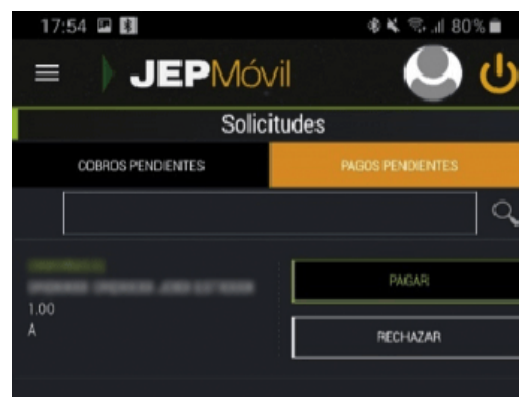 17:54 80%
JEPMóvil
Solicitudes
COBROS PENDIENTES PAGOS PENDIENTES
PAGAR
1.00
A
RECHAZAR